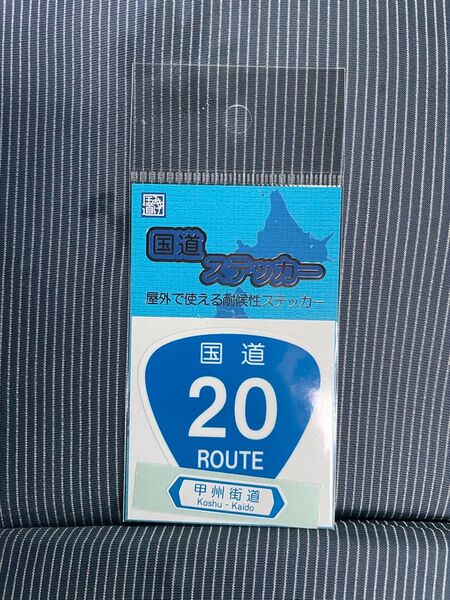 国道
ステッカー
屋外で使える耐候性ステッカー
国道
20
ROUTE
甲州街道
Koshu - Kaido